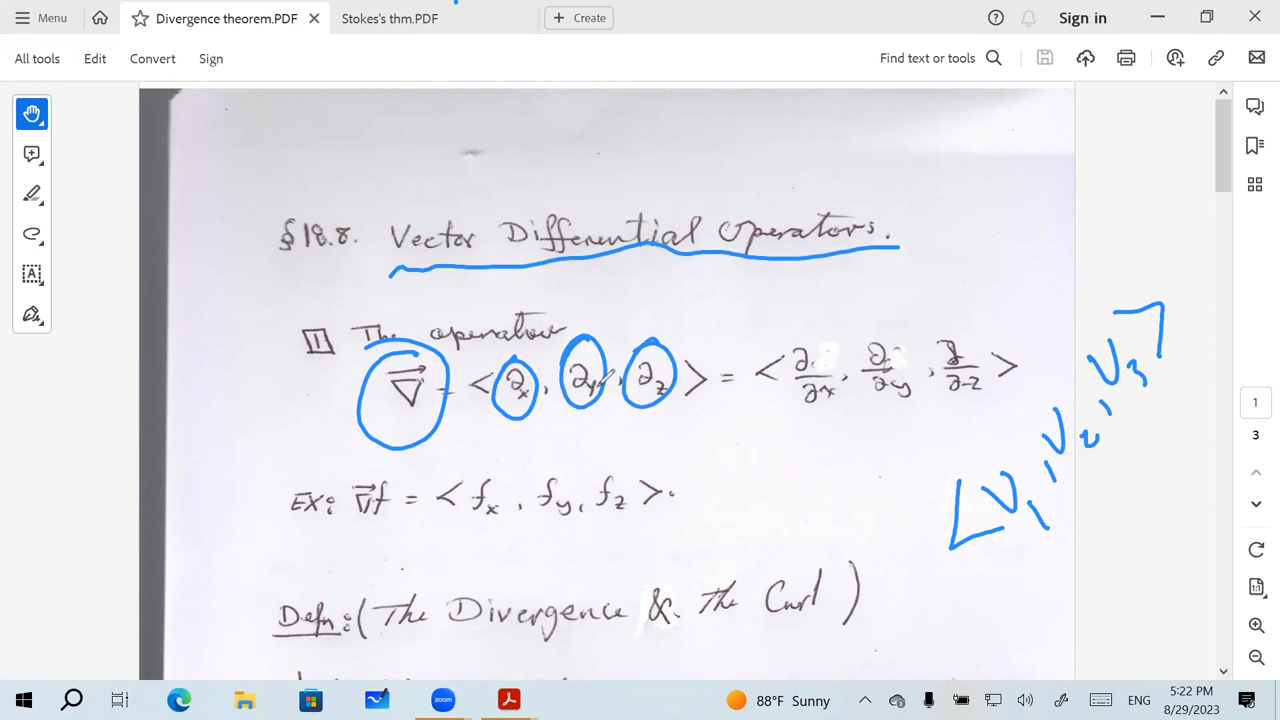 Menu
Divergence theorem.PDF
Stokes's thm.PDF
Create
Sign in
All tools
Edit
Convert
Sign
Find text or tools
§18.8. Vector Differential Operators.
1 The operator
∇⃗ = < ∂x, ∂y, ∂z > = < ∂/∂x, ∂/∂y, ∂/∂z >
<V1, V2, V3>
EX: ∇⃗f = < fx, fy, fz >.
Defn: (The Divergence & the Curl)
1
3
88°F Sunny
ENG
5:22 PM
8/29/2023
zoom